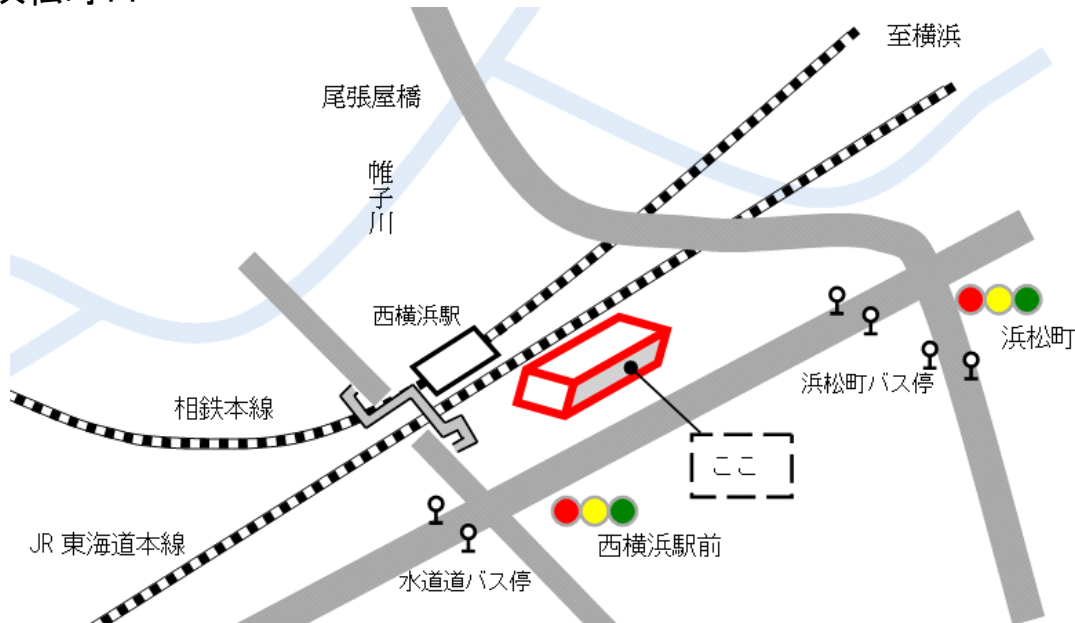 至横浜
尾張屋橋
帷子川
西横浜駅
浜松町
浜松町バス停
相鉄本線
ここ
JR 東海道本線
西横浜駅前
水道道バス停